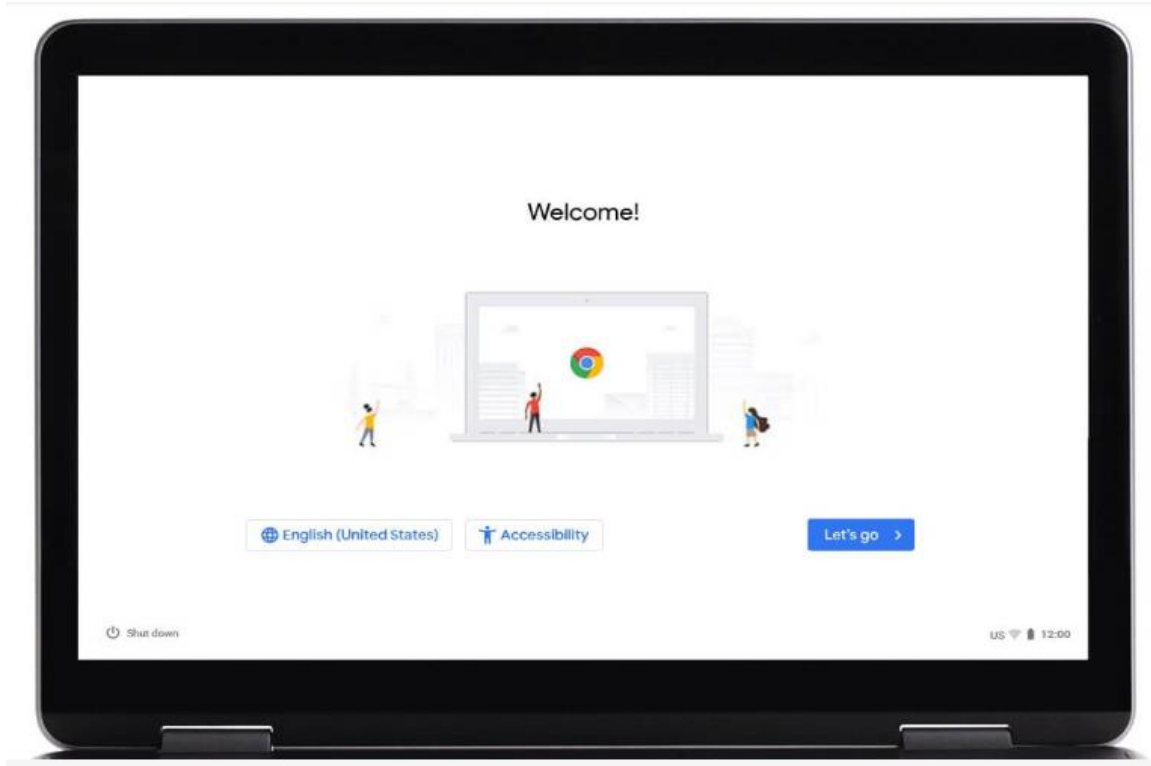 Welcome!
English (United States)
Accessibility
Let's go
Shut down
US 12:00